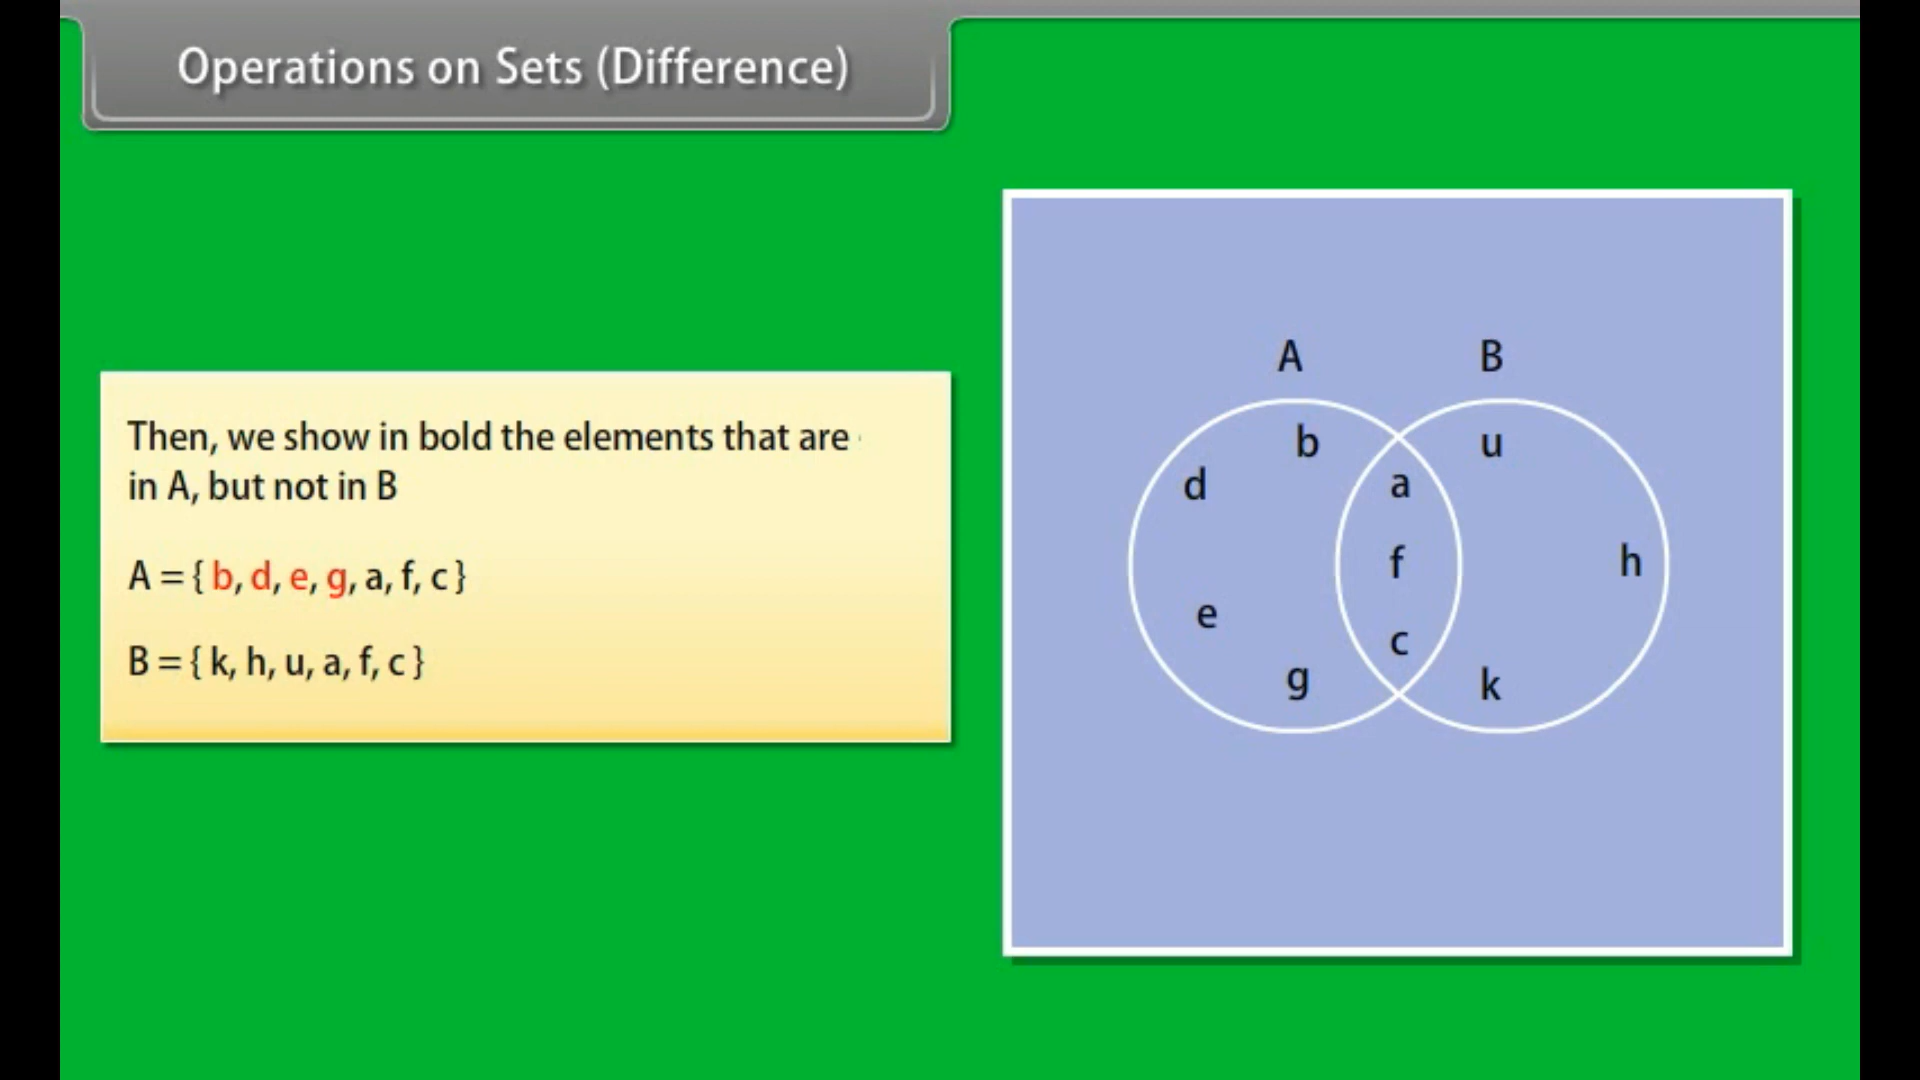 Operations on Sets (Difference)
Then, we show in bold the elements that are
in A, but not in B
A = { b, d, e, g, a, f, c }
B = { k, h, u, a, f, c }
A B
b u
d a
f h
e c
g k